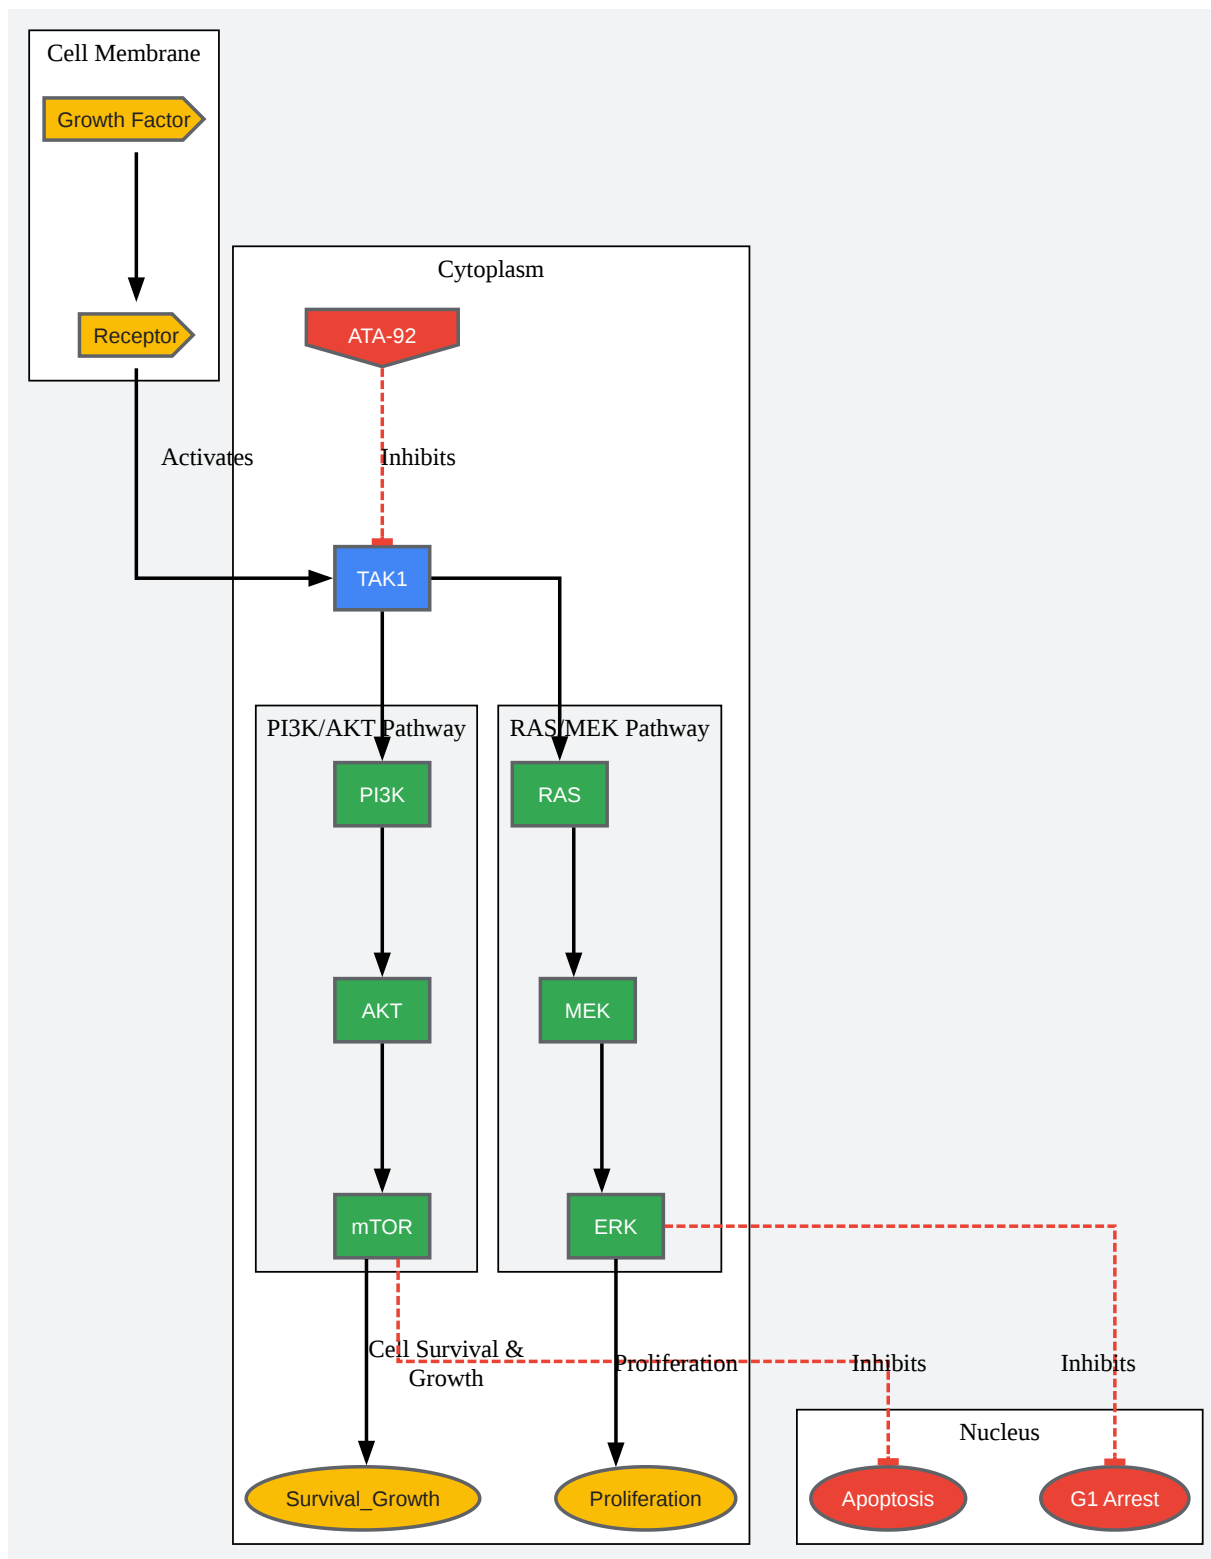 Cell Membrane
Growth Factor
Receptor
Cytoplasm
ATA-92
Activates
Inhibits
TAK1
PI3K/AKT Pathway
RAS/MEK Pathway
PI3K
RAS
AKT
MEK
mTOR
ERK
Cell Survival &
Growth
Proliferation
Inhibits
Inhibits
Nucleus
Survival_Growth
Proliferation
Apoptosis
G1 Arrest